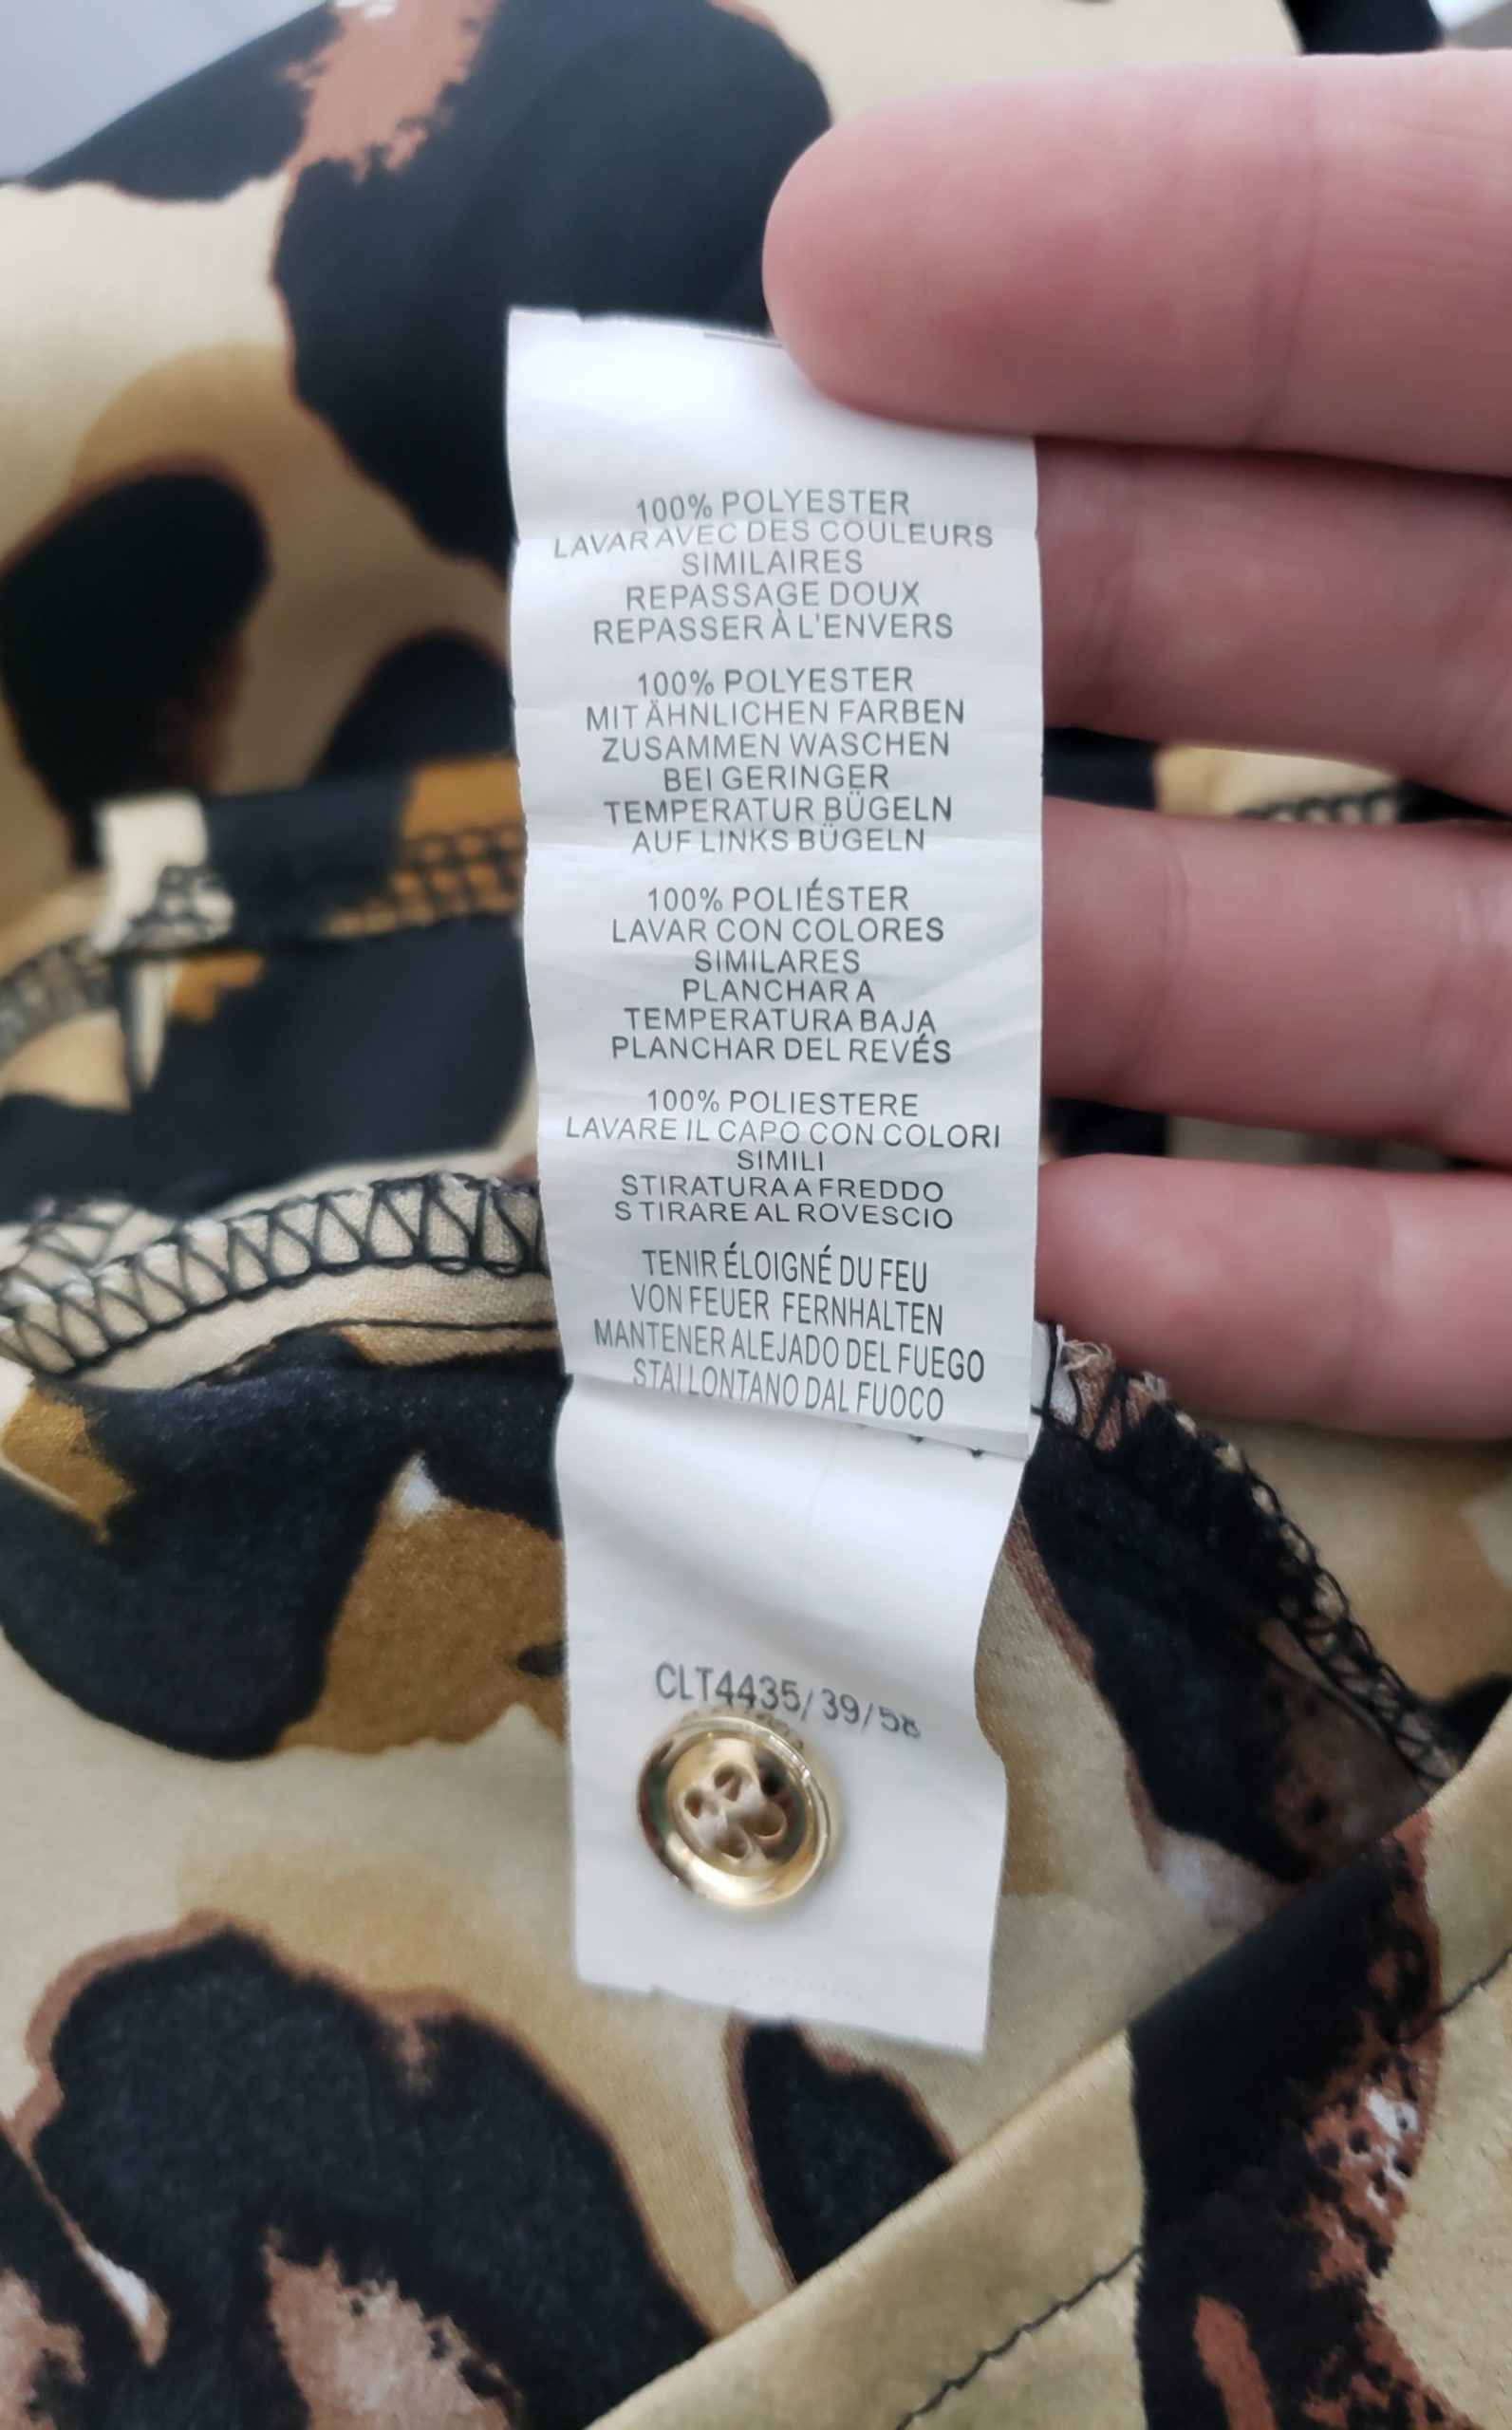 100% POLYESTER
LAVAR AVEC DES COULEURS
SIMILAIRES
REPASSAGE DOUX
REPASSER À L'ENVERS
100% POLYESTER
MIT ÄHNLICHEN FARBEN
ZUSAMMEN WASCHEN
BEI GERINGER
TEMPERATUR BÜGELN
AUF LINKS BÜGELN
100% POLIÉSTER
LAVAR CON COLORES
SIMILARES
PLANCHAR A
TEMPERATURA BAJA
PLANCHAR DEL REVÉS
100% POLIESTERE
LAVARE IL CAPO CON COLORI
SIMILI
STIRATURA A FREDDO
STIRARE AL ROVESCIO
TENIR ÉLOIGNÉ DU FEU
VON FEUER FERNHALTEN
MANTENER ALEJADO DEL FUEGO
STAI LONTANO DAL FUOCO
CLT4435/39/58